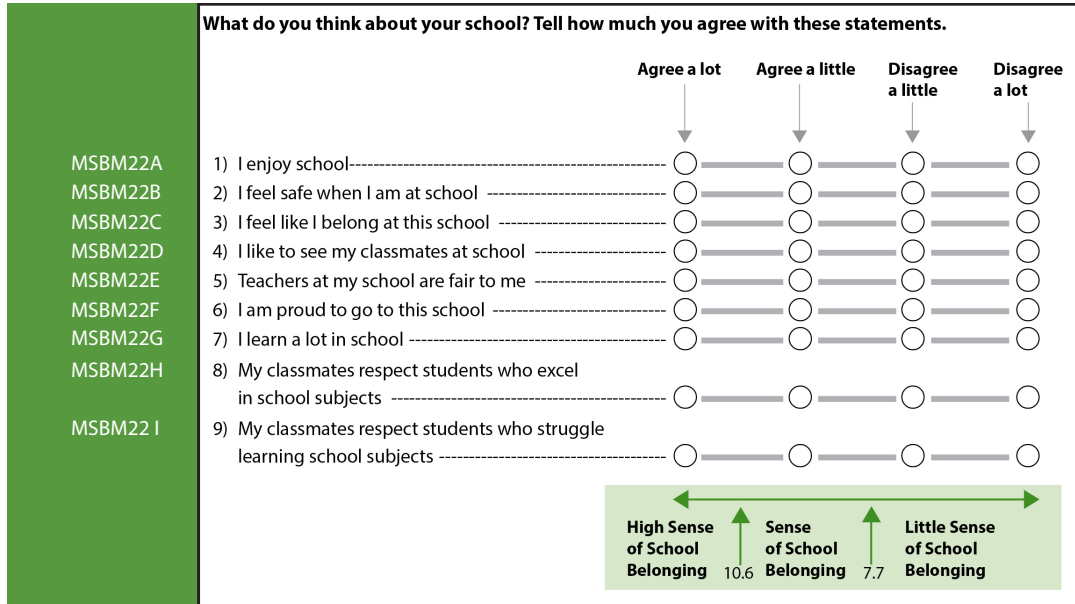 What do you think about your school? Tell how much you agree with these statements.
Agree a lot Agree a little Disagree a little Disagree a lot
MSBM22A 1) I enjoy school
MSBM22B 2) I feel safe when I am at school
MSBM22C 3) I feel like I belong at this school
MSBM22D 4) I like to see my classmates at school
MSBM22E 5) Teachers at my school are fair to me
MSBM22F 6) I am proud to go to this school
MSBM22G 7) I learn a lot in school
MSBM22H 8) My classmates respect students who excel
in school subjects
MSBM22 I 9) My classmates respect students who struggle
learning school subjects
High Sense
of School
Belonging
10.6
Sense
of School
Belonging
7.7
Little Sense
of School
Belonging